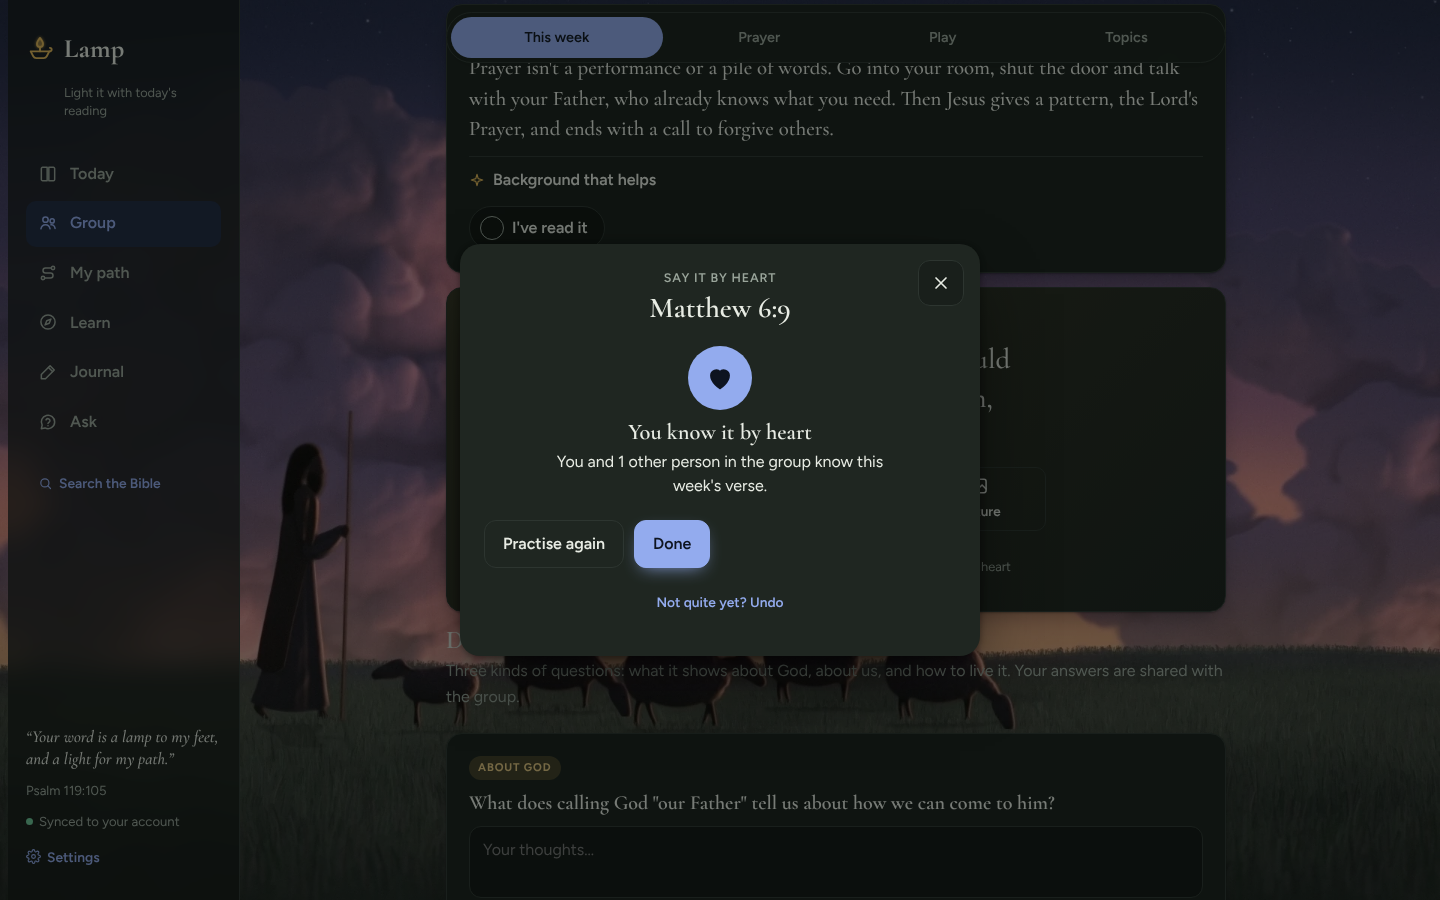 Lamp
Light it with today's
reading
Today
Group
My path
Learn
Journal
Ask
Search the Bible
“Your word is a lamp to my feet,
and a light for my path.”
Psalm 119:105
Synced to your account
Settings
This week
Prayer
Play
Topics
Prayer isn't a performance or a pile of words. Go into your room, shut the door and talk
with your Father, who already knows what you need. Then Jesus gives a pattern, the Lord's
Prayer, and ends with a call to forgive others.
Background that helps
I've read it
SAY IT BY HEART
Matthew 6:9
You know it by heart
You and 1 other person in the group know this
week's verse.
Practise again
Done
Not quite yet? Undo
heart
Three kinds of questions: what it shows about God, about us, and how to live it. Your answers are shared with
the group.
ABOUT GOD
What does calling God "our Father" tell us about how we can come to him?
Your thoughts...